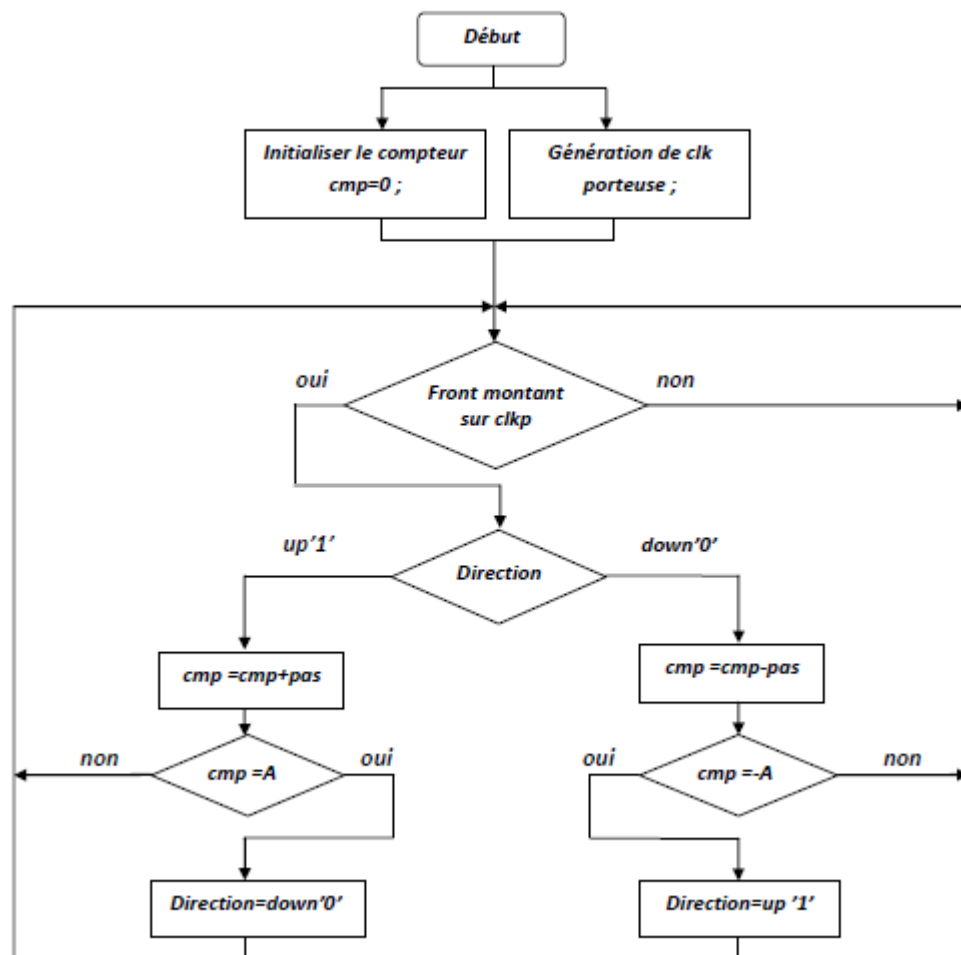 Début
Initialiser le compteur
cmp=0 ;
Génération de clk
porteuse ;
oui
non
Front montant
sur clkp
up’1’
down’0’
Direction
cmp =cmp+pas
cmp =cmp-pas
non
oui
cmp =A
oui
non
cmp =-A
Direction=down’0’
Direction=up ’1’